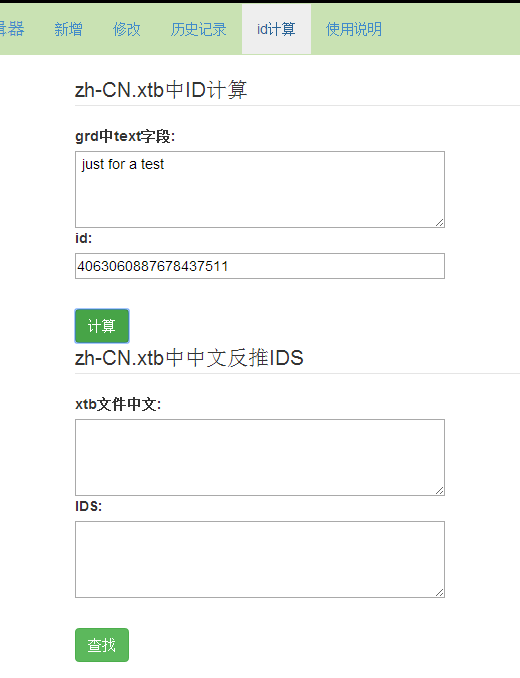 辑器 新增 修改 历史记录 id计算 使用说明
zh-CN.xtb中ID计算
grd中text字段:
just for a test
id:
4063060887678437511
计算
zh-CN.xtb中中文反推IDS
xtb文件中文:
IDS:
查找